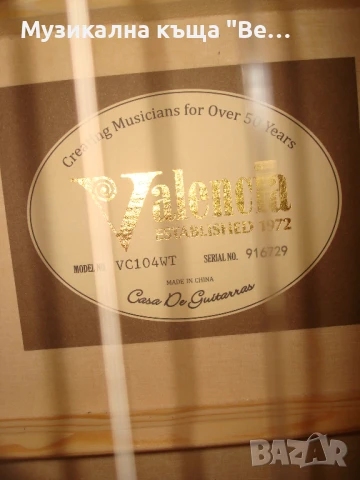 Музикална къща "Ве...
Creating Musicians for Over 50 Years
Valencia
ESTABLISHED 1972
MODEL NO. VC104WT SERIAL NO. 916729
MADE IN CHINA
Casa De Guitarras
BAZAR